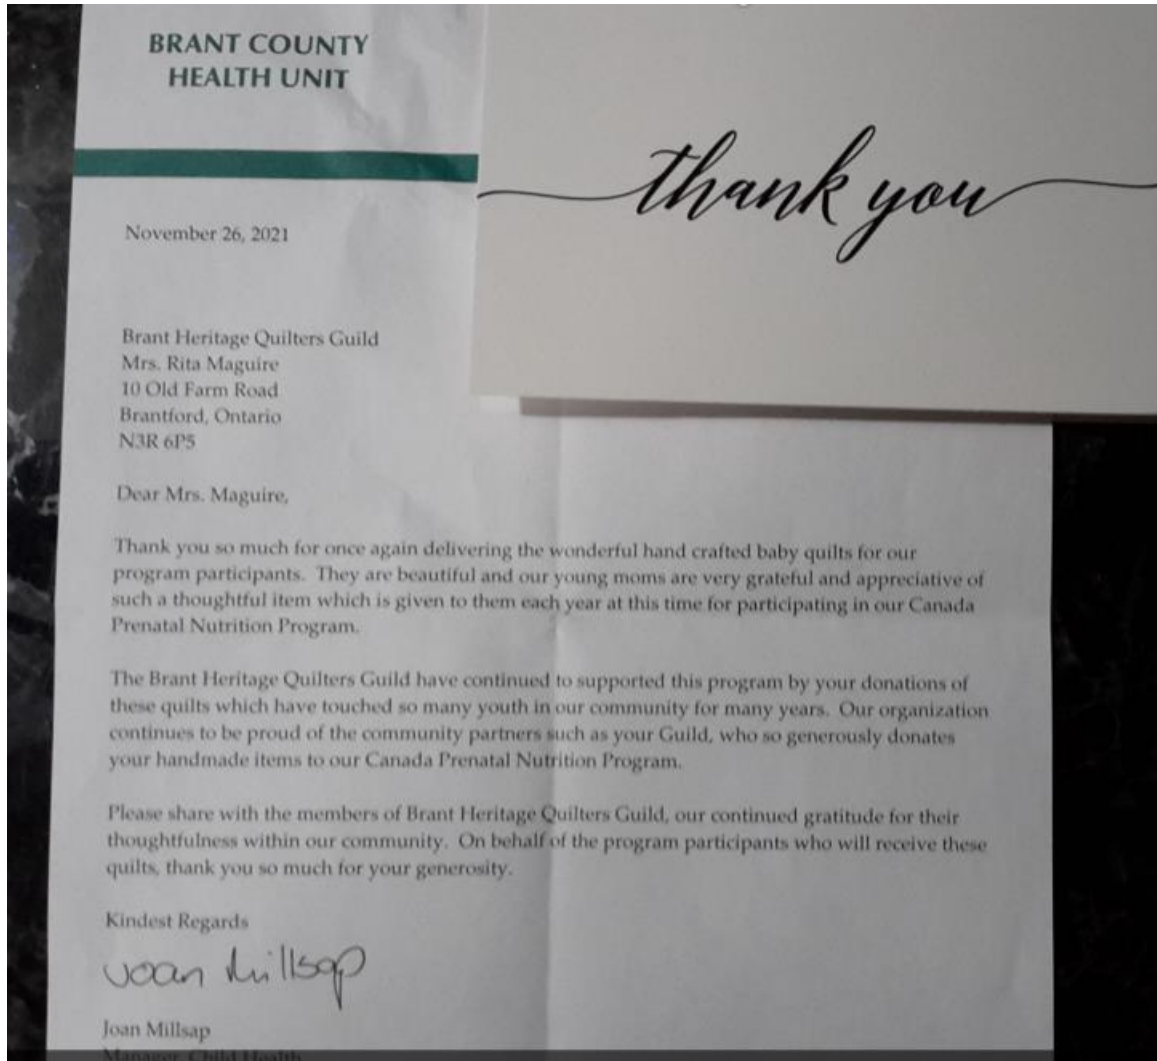 BRANT COUNTY
HEALTH UNIT
thank you
November 26, 2021
Brant Heritage Quilters Guild
Mrs. Rita Maguire
10 Old Farm Road
Brantford, Ontario
N3R 6P5
Dear Mrs. Maguire,
Thank you so much for once again delivering the wonderful hand crafted baby quilts for our
program participants. They are beautiful and our young moms are very grateful and appreciative of
such a thoughtful item which is given to them each year at this time for participating in our Canada
Prenatal Nutrition Program.
The Brant Heritage Quilters Guild have continued to supported this program by your donations of
these quilts which have touched so many youth in our community for many years. Our organization
continues to be proud of the community partners such as your Guild, who so generously donates
your handmade items to our Canada Prenatal Nutrition Program.
Please share with the members of Brant Heritage Quilters Guild, our continued gratitude for their
thoughtfulness within our community. On behalf of the program participants who will receive these
quilts, thank you so much for your generosity.
Kindest Regards
Joan Millsap
Joan Millsap
Manager, Child Health